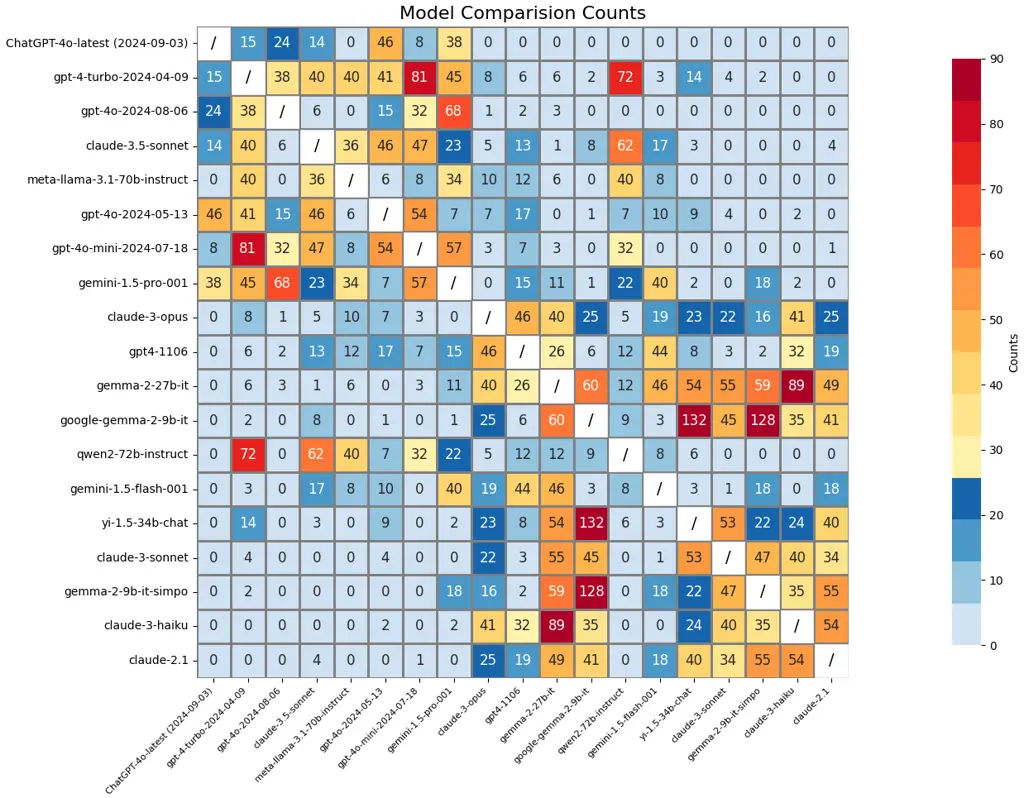 Model Comparision Counts
ChatGPT-4o-latest (2024-09-03) / 15 24 14 0 46 8 38 0 0 0 0 0 0 0 0 0 0 0
gpt-4-turbo-2024-04-09 15 / 38 40 40 41 81 45 8 6 6 2 72 3 14 4 2 0 0
gpt-4o-2024-08-06 24 38 / 6 0 15 32 68 1 2 3 0 0 0 0 0 0 0 0
claude-3.5-sonnet 14 40 6 / 36 46 47 23 5 13 1 8 62 17 3 0 0 0 4
meta-llama-3.1-70b-instruct 0 40 0 36 / 6 8 34 10 12 6 0 40 8 0 0 0 0 0
gpt-4o-2024-05-13 46 41 15 46 6 / 54 7 7 17 0 1 7 10 9 4 0 2 0
gpt-4o-mini-2024-07-18 8 81 32 47 8 54 / 57 3 7 3 0 32 0 0 0 0 0 1
gemini-1.5-pro-001 38 45 68 23 34 7 57 / 0 15 11 1 22 40 2 0 18 2 0
claude-3-opus 0 8 1 5 10 7 3 0 / 46 40 25 5 19 23 22 16 41 25
gpt4-1106 0 6 2 13 12 17 7 15 46 / 26 6 12 44 8 3 2 32 19
gemma-2-27b-it 0 6 3 1 6 0 3 11 40 26 / 60 12 46 54 55 59 89 49
google-gemma-2-9b-it 0 2 0 8 0 1 0 1 25 6 60 / 9 3 132 45 128 35 41
qwen2-72b-instruct 0 72 0 62 40 7 32 22 5 12 12 9 / 8 6 0 0 0 0
gemini-1.5-flash-001 0 3 0 17 8 10 0 40 19 44 46 3 8 / 3 1 18 0 18
yi-1.5-34b-chat 0 14 0 3 0 9 0 2 23 8 54 132 6 3 / 53 22 24 40
claude-3-sonnet 0 4 0 0 0 4 0 0 22 3 55 45 0 1 53 / 47 40 34
gemma-2-9b-it-simpo 0 2 0 0 0 0 0 18 16 2 59 128 0 18 22 47 / 35 55
claude-3-haiku 0 0 0 0 0 2 0 2 41 32 89 35 0 0 24 40 35 / 54
claude-2.1 0 0 0 4 0 0 1 0 25 19 49 41 0 18 40 34 55 54 /
ChatGPT-4o-latest (2024-09-03)
gpt-4-turbo-2024-04-09
gpt-4o-2024-08-06
claude-3.5-sonnet
meta-llama-3.1-70b-instruct
gpt-4o-2024-05-13
gpt-4o-mini-2024-07-18
gemini-1.5-pro-001
claude-3-opus
gpt4-1106
gemma-2-27b-it
google-gemma-2-9b-it
qwen2-72b-instruct
gemini-1.5-flash-001
yi-1.5-34b-chat
claude-3-sonnet
gemma-2-9b-it-simpo
claude-3-haiku
claude-2.1
90
80
70
60
50
40
30
20
10
0
Counts